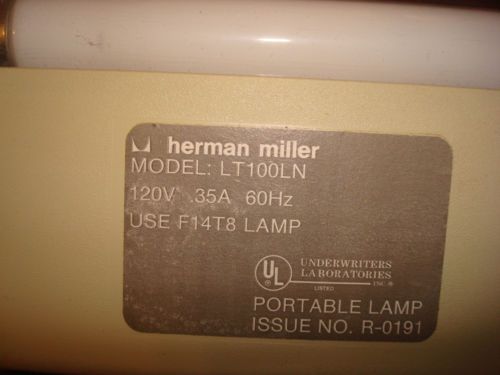 herman miller
MODEL: LT100LN
120V .35A 60Hz
USE F14T8 LAMP
UL
UNDERWRITERS
LABORATORIES
INC.®
LISTED
PORTABLE LAMP
ISSUE NO. R-0191